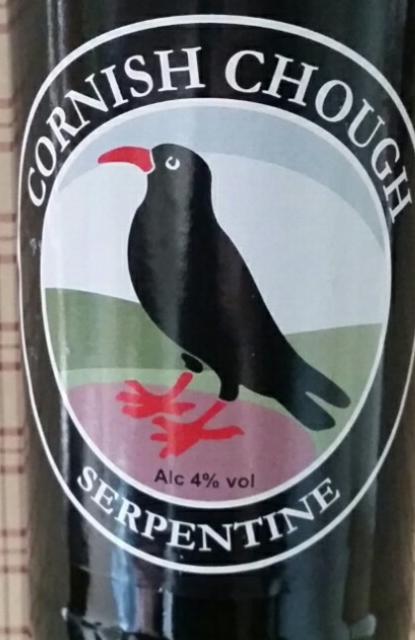 CORNISH CHOUGH
Alc 4% vol
SERPENTINE